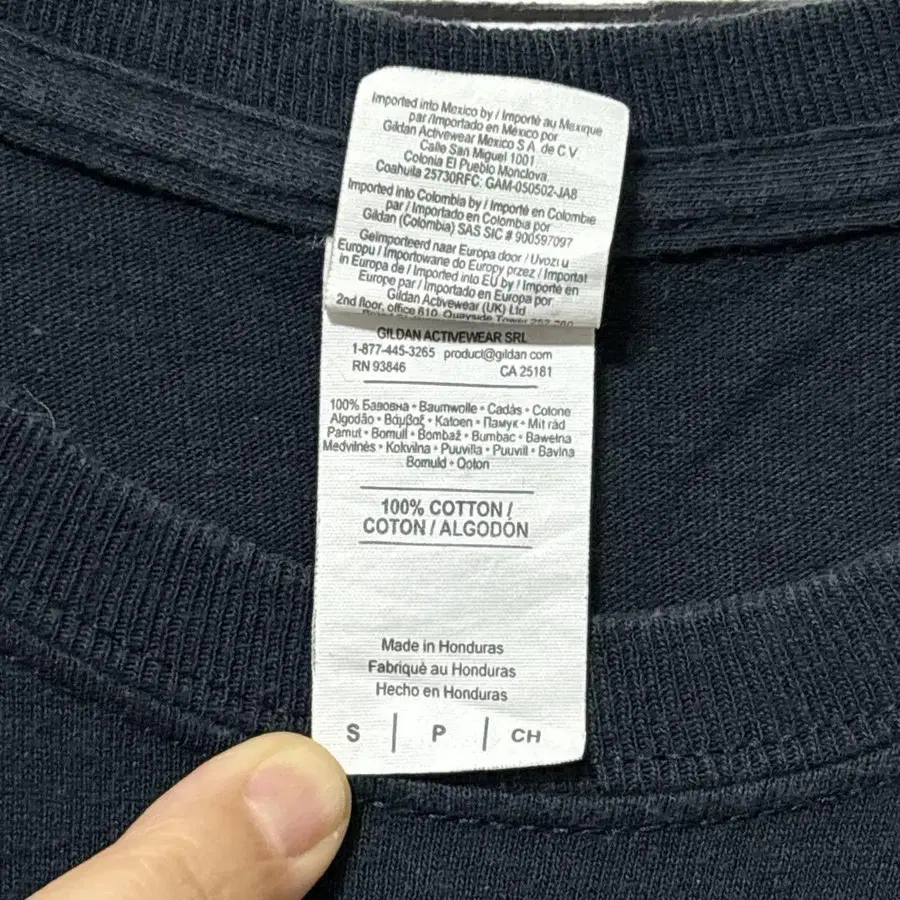 Imported into Mexico by / Importé au Mexique
par /Importado en México por
Gildan Activewear Mexico S A. de C V.
Calle San Miguel 1001
Colonia El Pueblo Monclova,
Coahuila 25730RFC: GAM-050502-JA8
Imported into Colombia by / Importé en Colombie
par / Importado en Colombia por
Gildan (Colombia) SAS SIC # 900597097
Geïmporteerd naar Europa door / Uvozi u
Europu / Importowane do Europy przez / Importat
in Europa de / Imported into EU by / Importé en
Europe par / Importado en Europa por
Gildan Activewear (UK) Ltd
2nd floor, office 610, Quayside Tower
GILDAN ACTIVEWEAR SRL
1-877-445-3265 product@gildan com
RN 93846 CA 25181
100% Бавовна • Baumwolle • Cadás • Cotone
Algodão • Βάμβαξ • Katoen • Памук • Mit rád
Pamut • Bomull • Bombaž • Bumbac • Bawełna
Medvilnės • Kokvilna • Puuvilla • Puuvill • Bavlna
Bomuld • Qoton
100% COTTON /
COTON / ALGODÓN
Made in Honduras
Fabriqué au Honduras
Hecho en Honduras
S | P | CH